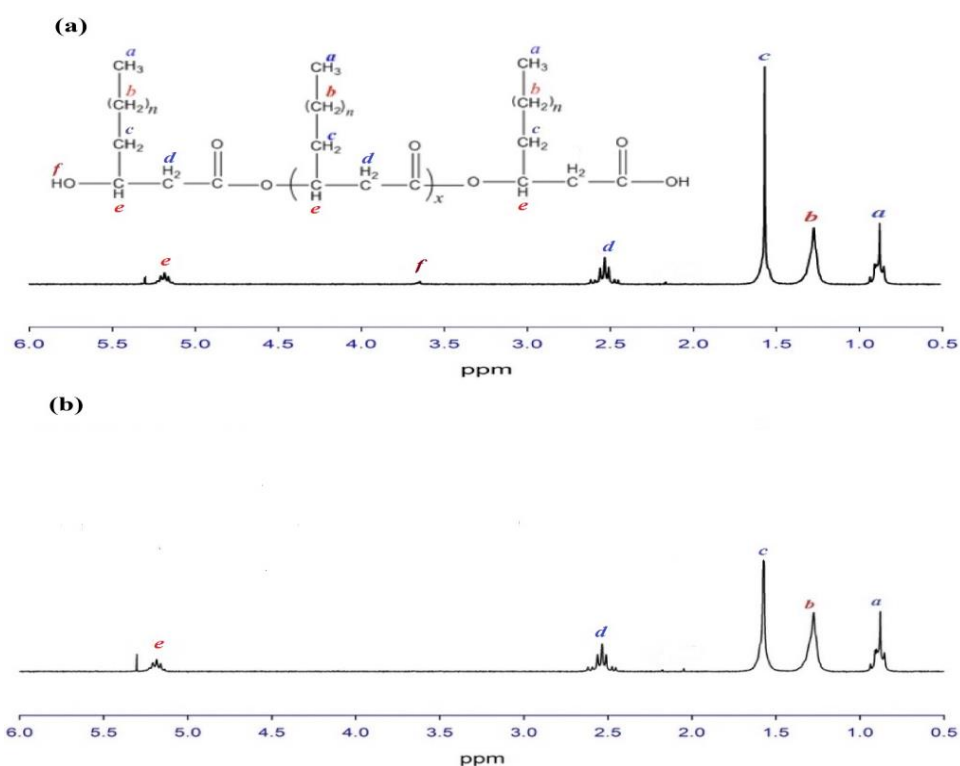 (a)
a a a c
CH₃ CH₃ CH₃
b b b
(CH₂)n (CH₂)n (CH₂)n
c c c
CH₂ O CH₂ O CH₂ O
f d d
HO H₂ C O ( H₂ C )x O H₂ C OH
H H H
e e e
e f d b a
6.0 5.5 5.0 4.5 4.0 3.5 3.0 2.5 2.0 1.5 1.0 0.5
ppm
(b)
c
e d b a
6.0 5.5 5.0 4.5 4.0 3.5 3.0 2.5 2.0 1.5 1.0 0.5
ppm